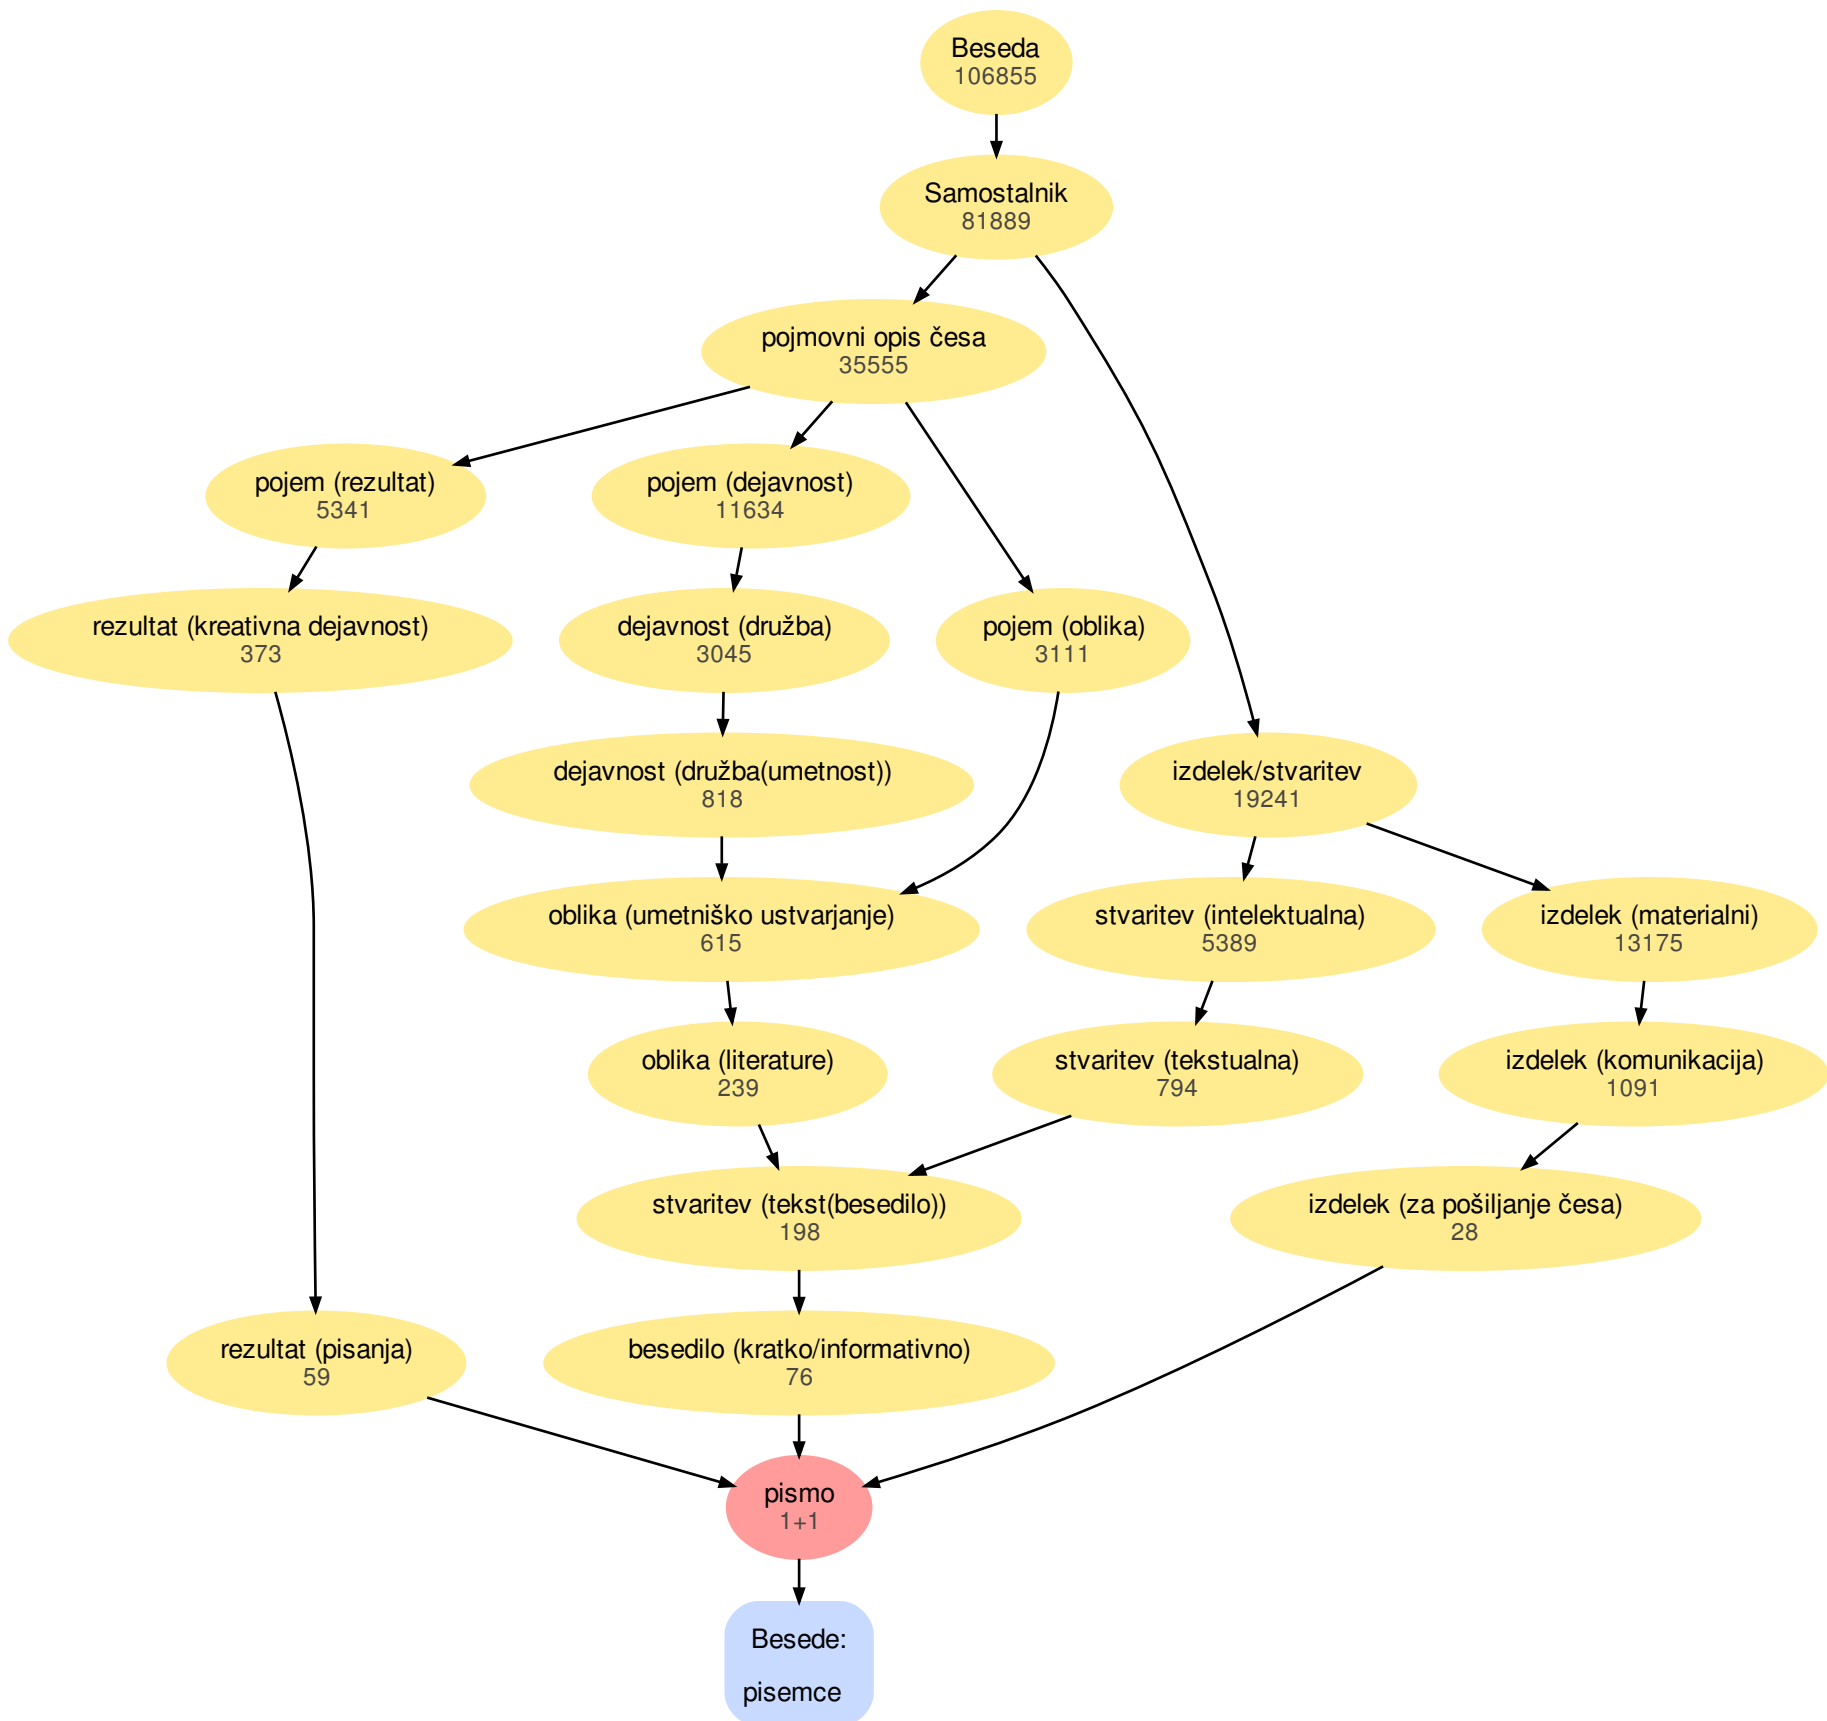 Beseda
106855
Samostalnik
81889
pojmovni opis česa
35555
pojem (rezultat)
5341
pojem (dejavnost)
11634
rezultat (kreativna dejavnost)
373
dejavnost (družba)
3045
pojem (oblika)
3111
dejavnost (družba(umetnost))
818
izdelek/stvaritev
19241
oblika (umetniško ustvarjanje)
615
stvaritev (intelektualna)
5389
izdelek (materialni)
13175
oblika (literature)
239
stvaritev (tekstualna)
794
izdelek (komunikacija)
1091
stvaritev (tekst(besedilo))
198
izdelek (za pošiljanje česa)
28
rezultat (pisanja)
59
besedilo (kratko/informativno)
76
pismo
1+1
Besede:
pisemce